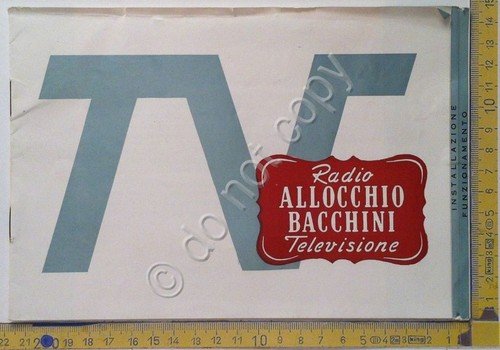 TV
Radio
ALLOCCHIO
BACCHINI
Televisione
INSTALLAZIONE
FUNZIONAMENTO
© do not copy